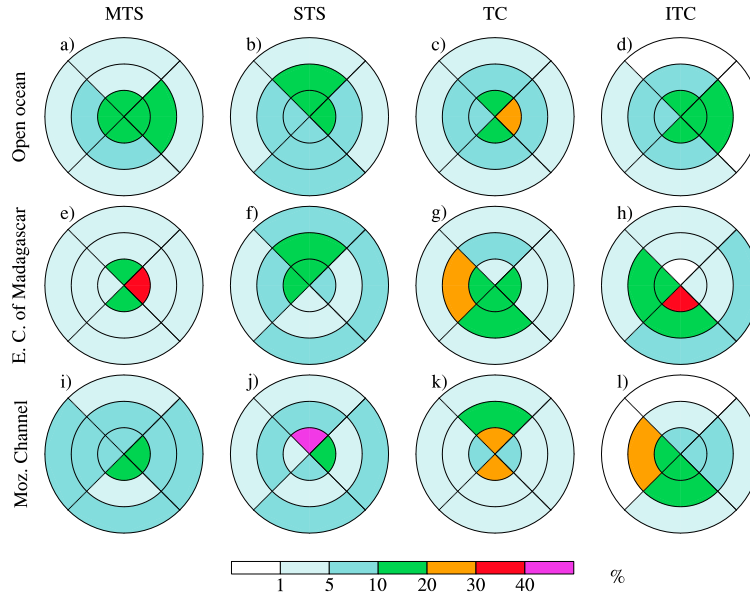 MTS STS TC ITC
Open ocean
a) b) c) d)
E. C. of Madagascar
e) f) g) h)
Moz. Channel
i) j) k) l)
1 5 10 20 30 40 %